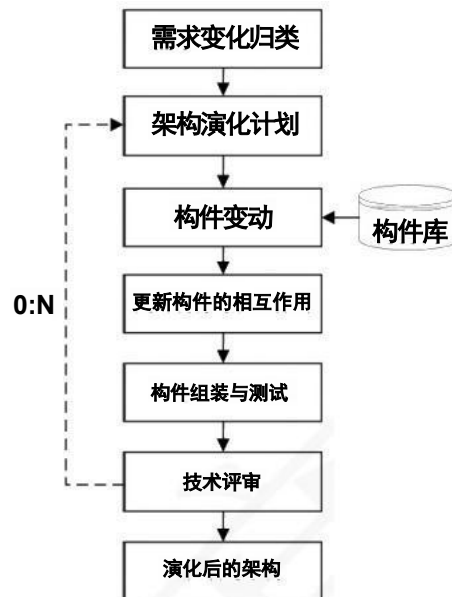 需求变化归类
架构演化计划
构件变动
构件库
更新构件的相互作用
0:N
构件组装与测试
技术评审
演化后的架构